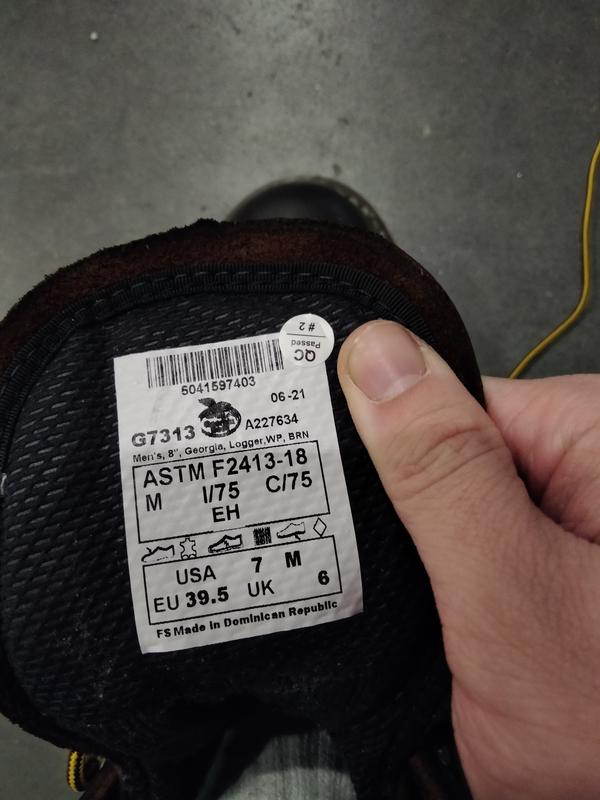 QC
Passed
#2
5041597403
06-21
G7313
A227634
Men's, 8", Georgia, Logger,WP, BRN
ASTM F2413-18
M I/75 C/75
EH
USA 7 M
EU 39.5 UK 6
FS Made in Dominican Republic